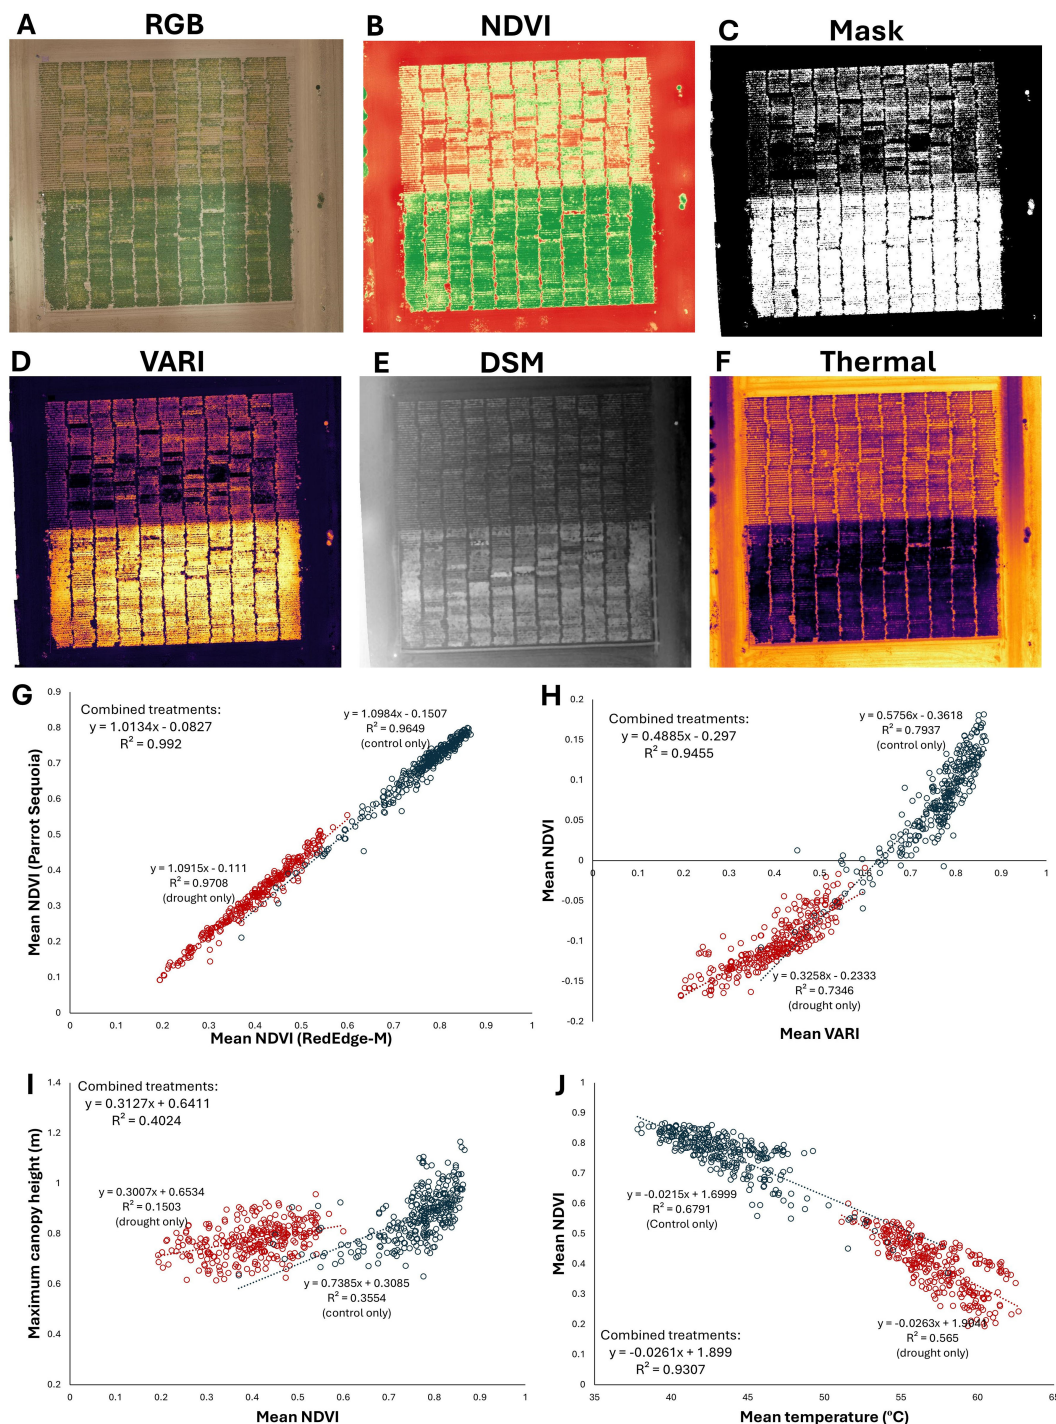 A
RGB
B
NDVI
C
Mask
D
VARI
E
DSM
F
Thermal
G
0.9
0.8
0.7
0.6
0.5
0.4
0.3
0.2
0.1
0
Mean NDVI (Parrot Sequoia)
Combined treatments:
y = 1.0134x - 0.0827
R² = 0.992
y = 1.0984x - 0.1507
R² = 0.9649
(control only)
y = 1.0915x - 0.111
R² = 0.9708
(drought only)
0 0.1 0.2 0.3 0.4 0.5 0.6 0.7 0.8 0.9 1
Mean NDVI (RedEdge-M)
H
0.2
0.15
0.1
0.05
0
-0.05
-0.1
-0.15
-0.2
Mean NDVI
Combined treatments:
y = 0.4885x - 0.297
R² = 0.9455
y = 0.5756x - 0.3618
R² = 0.7937
(control only)
0 0.1 0.2 0.3 0.4 0.5 0.6 0.7 0.8 0.9 1
y = 0.3258x - 0.2333
R² = 0.7346
(drought only)
Mean VARI
I
1.4
1.2
1
0.8
0.6
0.4
0.2
Maximum canopy height (m)
Combined treatments:
y = 0.3127x + 0.6411
R² = 0.4024
y = 0.3007x + 0.6534
R² = 0.1503
(drought only)
y = 0.7385x + 0.3085
R² = 0.3554
(control only)
0 0.1 0.2 0.3 0.4 0.5 0.6 0.7 0.8 0.9 1
Mean NDVI
J
1
0.9
0.8
0.7
0.6
0.5
0.4
0.3
0.2
0.1
0
Mean NDVI
y = -0.0215x + 1.6999
R² = 0.6791
(Control only)
y = -0.0263x + 1.9041
R² = 0.565
(drought only)
Combined treatments:
y = -0.0261x + 1.899
R² = 0.9307
35 40 45 50 55 60 65
Mean temperature (°C)